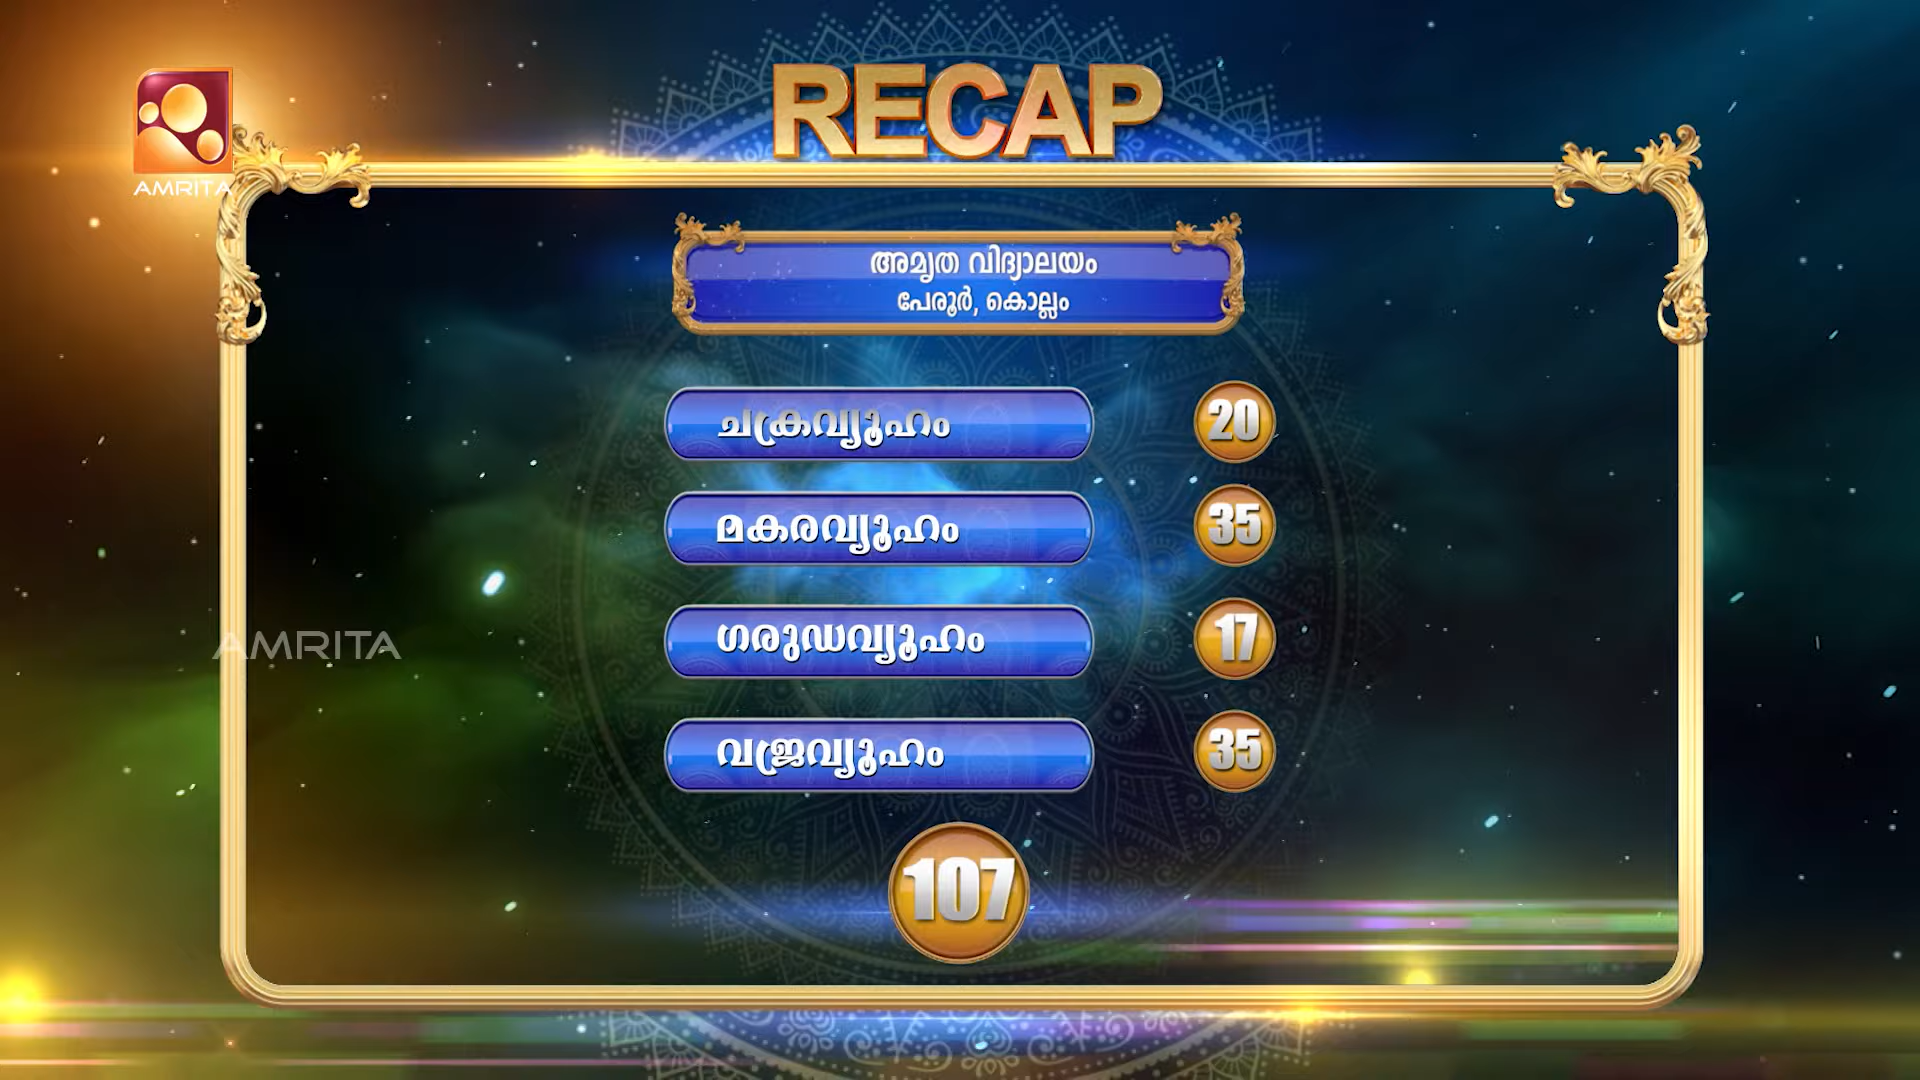 RECAP
AMRITA
അമൃത വിദ്യാലയം
പേരൂർ, കൊല്ലം
ചക്രവ്യൂഹം 20
മകരവ്യൂഹം 35
ഗരുഡവ്യൂഹം 17
AMRITA
വജ്രവ്യൂഹം 35
107